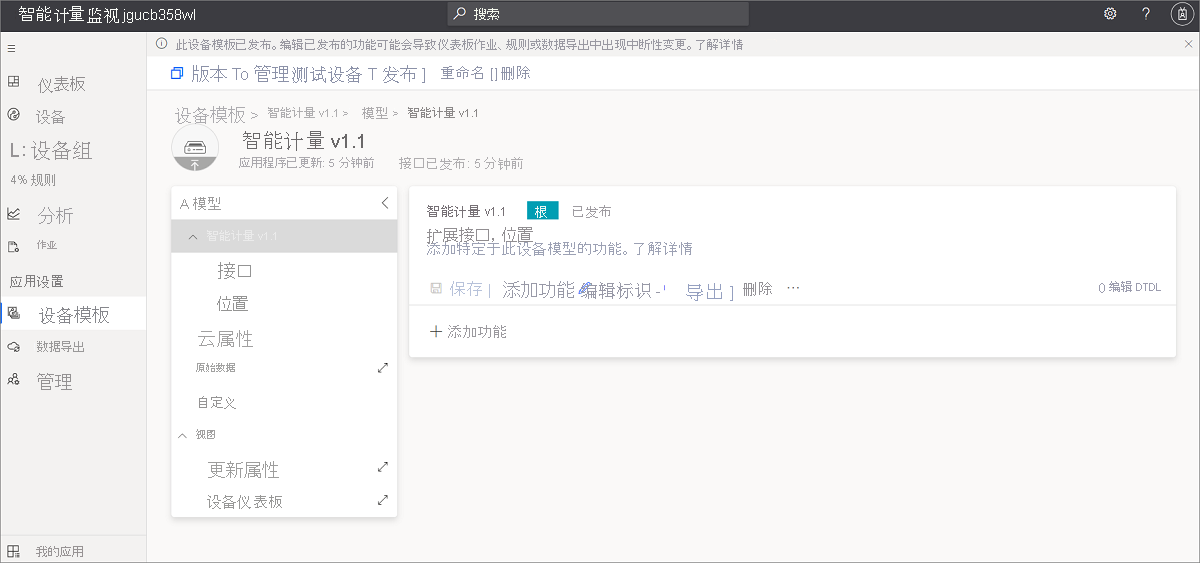 智能计量监视 jgucb358wl
搜索
?
此设备模板已发布。编辑已发布的功能可能会导致仪表板作业、规则或数据导出中出现中断性变更。了解详情
版本 To 管理测试设备 T 发布 ] 重命名 []删除
仪表板
设备
L: 设备组
4% 规则
分析
作业
应用设置
设备模板
数据导出
管理
我的应用
设备模板 > 智能计量 v1.1 > 模型 > 智能计量 v1.1
智能计量 v1.1
应用程序已更新: 5 分钟前 接口已发布: 5 分钟前
A 模型
智能计量 v1.1
接口
位置
云属性
原始数据
自定义
视图
更新属性
设备仪表板
智能计量 v1.1 根 已发布
扩展接口, 位置
添加特定于此设备模型的功能。了解详情
保存 | 添加功能 编辑标识 -' 导出 ] 删除 ... 0 编辑 DTDL
+ 添加功能